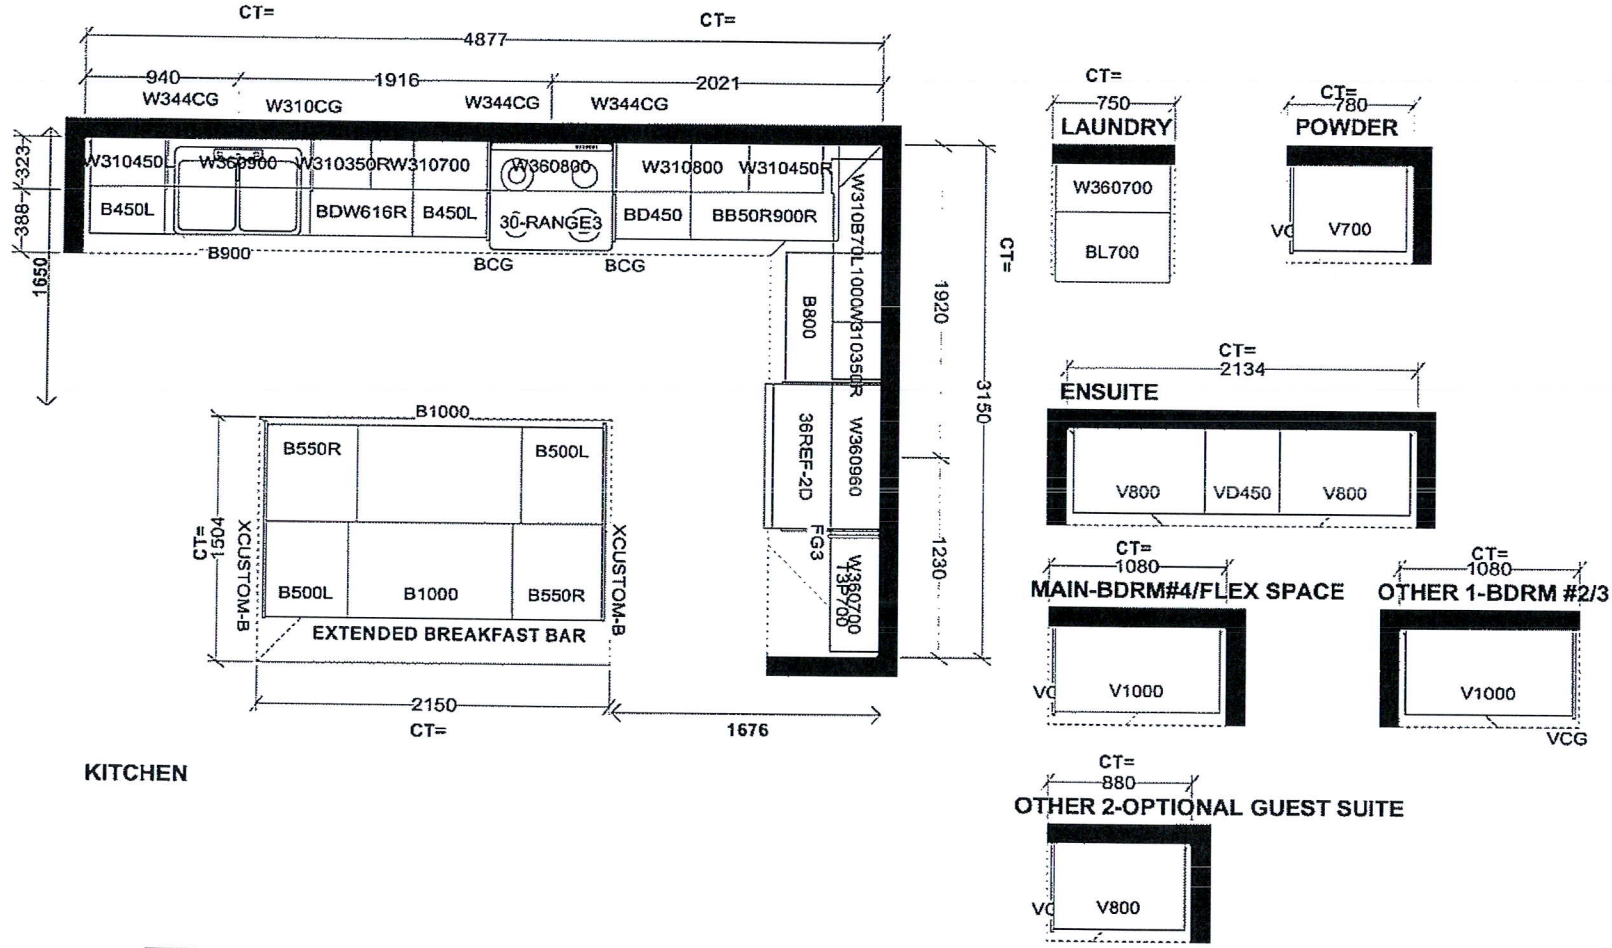 CT=
CT=
4877
940
1916
2021
W344CG
W310CG
W344CG
W344CG
323
388
1650
W310450L
W360900
W310350R
W310700
W360800
W310800
W310450R
B450L
BDW616R
B450L
30-RANGE3
BD450
BB50R900R
B900
BCG
BCG
W310B70L1000
W310350R
B800
36REF-2D
W360960
FG3
W360700
T3P700
CT=
1920
3150
1230
B1000
B550R
B500L
CT=
1504
XCUSTOM-B
XCUSTOM-B
B500L
B1000
B550R
EXTENDED BREAKFAST BAR
2150
CT=
1676
KITCHEN
CT=
750
LAUNDRY
W360700
BL700
CT=
780
POWDER
V700
CT=
2134
ENSUITE
V800
VD450
V800
CT=
1080
MAIN-BDRM#4/FLEX SPACE
V1000
CT=
1080
OTHER 1-BDRM #2/3
V1000
VCG
CT=
880
OTHER 2-OPTIONAL GUEST SUITE
V800